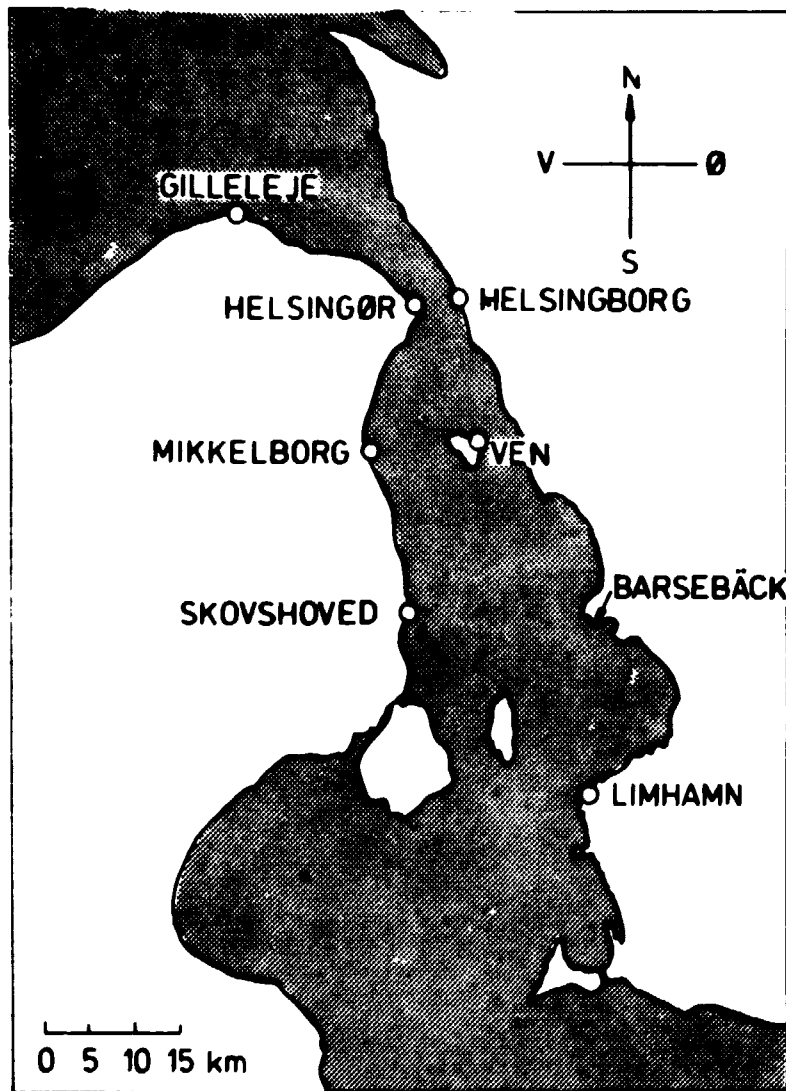 N
V Ø
S
GILLELEJE
HELSINGØR
HELSINGBORG
MIKKELBORG
VEN
BARSEBÄCK
SKOVSHOVED
LIMHAMN
0 5 10 15 km